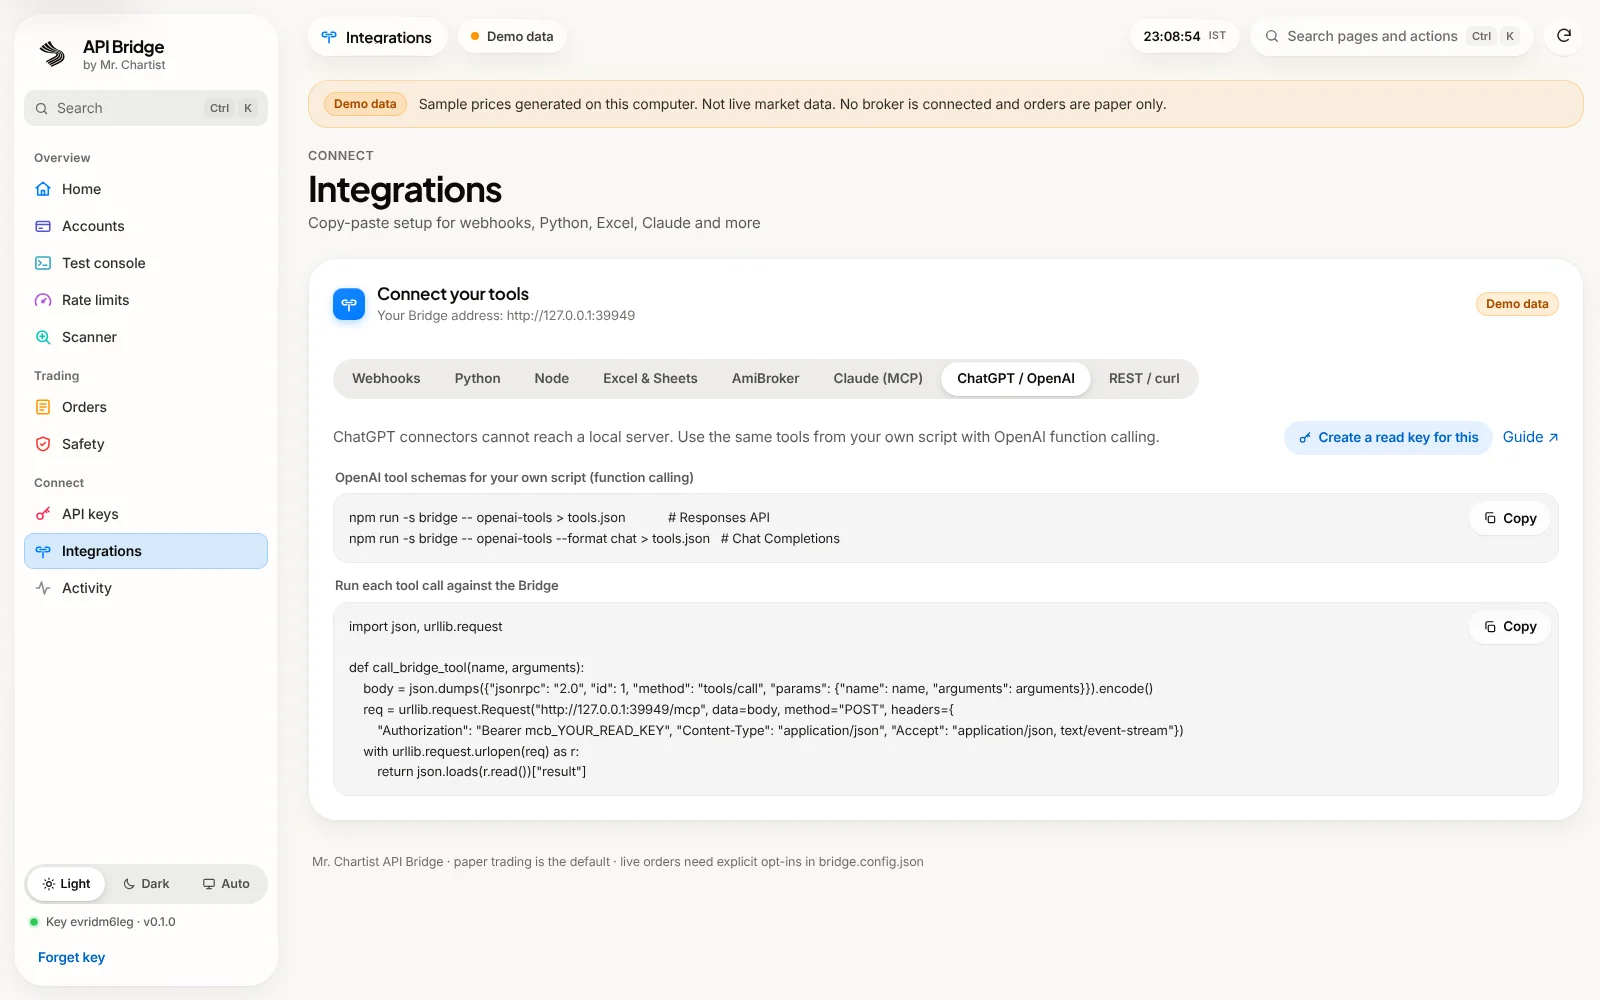 API Bridge
by Mr. Chartist
Search Ctrl K
Overview
Home
Accounts
Test console
Rate limits
Scanner
Trading
Orders
Safety
Connect
API keys
Integrations
Activity
Light Dark Auto
Key evridm6leg · v0.1.0
Forget key
Integrations
Demo data
23:08:54 IST
Search pages and actions Ctrl K
Demo data Sample prices generated on this computer. Not live market data. No broker is connected and orders are paper only.
CONNECT
Integrations
Copy-paste setup for webhooks, Python, Excel, Claude and more
Connect your tools
Your Bridge address: http://127.0.0.1:39949
Demo data
Webhooks Python Node Excel & Sheets AmiBroker Claude (MCP) ChatGPT / OpenAI REST / curl
ChatGPT connectors cannot reach a local server. Use the same tools from your own script with OpenAI function calling.
Create a read key for this Guide ↗
OpenAI tool schemas for your own script (function calling)
npm run -s bridge -- openai-tools > tools.json # Responses API
npm run -s bridge -- openai-tools --format chat > tools.json # Chat Completions
Copy
Run each tool call against the Bridge
import json, urllib.request
Copy
def call_bridge_tool(name, arguments):
    body = json.dumps({"jsonrpc": "2.0", "id": 1, "method": "tools/call", "params": {"name": name, "arguments": arguments}}).encode()
    req = urllib.request.Request("http://127.0.0.1:39949/mcp", data=body, method="POST", headers={
        "Authorization": "Bearer mcb_YOUR_READ_KEY", "Content-Type": "application/json", "Accept": "application/json, text/event-stream"})
    with urllib.request.urlopen(req) as r:
        return json.loads(r.read())["result"]
Mr. Chartist API Bridge · paper trading is the default · live orders need explicit opt-ins in bridge.config.json